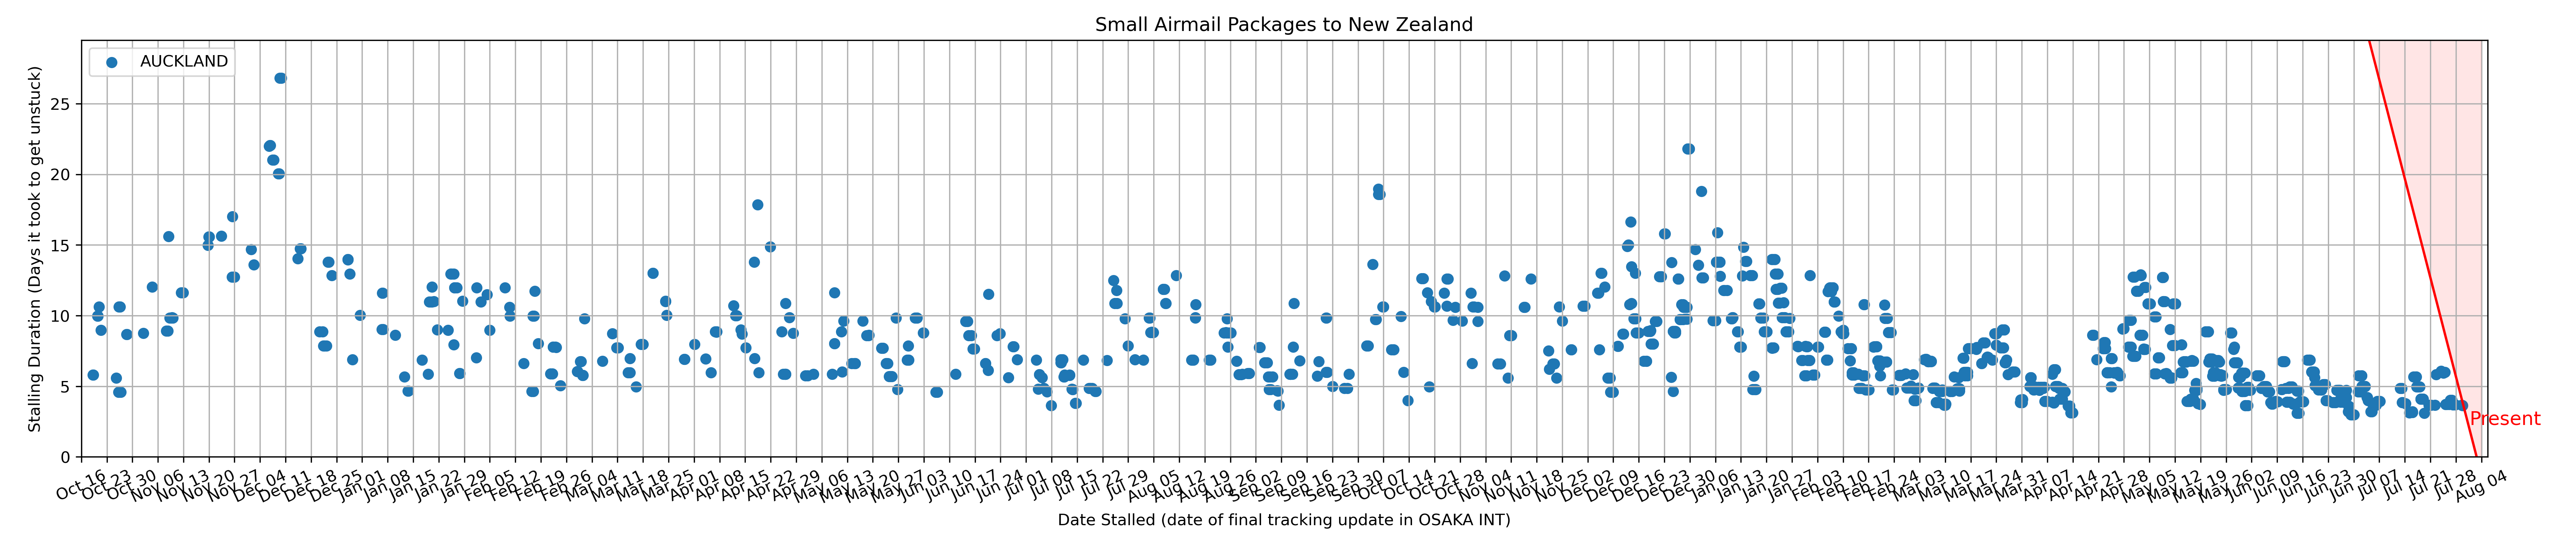 Small Airmail Packages to New Zealand
AUCKLAND
Stalling Duration (Days it took to get unstuck)
25
20
15
10
5
0
Present
Oct 16
Oct 23
Oct 30
Nov 06
Nov 13
Nov 20
Nov 27
Dec 04
Dec 11
Dec 18
Dec 25
Jan 01
Jan 08
Jan 15
Jan 22
Jan 29
Feb 05
Feb 12
Feb 19
Feb 26
Mar 04
Mar 11
Mar 18
Mar 25
Apr 01
Apr 08
Apr 15
Apr 22
Apr 29
May 06
May 13
May 20
May 27
Jun 03
Jun 10
Jun 17
Jun 24
Jul 01
Jul 08
Jul 15
Jul 22
Jul 29
Aug 05
Aug 12
Aug 19
Aug 26
Sep 02
Sep 09
Sep 16
Sep 23
Sep 30
Oct 07
Oct 14
Oct 21
Oct 28
Nov 04
Nov 11
Nov 18
Nov 25
Dec 02
Dec 09
Dec 16
Dec 23
Dec 30
Jan 06
Jan 13
Jan 20
Jan 27
Feb 03
Feb 10
Feb 17
Feb 24
Mar 03
Mar 10
Mar 17
Mar 24
Mar 31
Apr 07
Apr 14
Apr 21
Apr 28
May 05
May 12
May 19
May 26
Jun 02
Jun 09
Jun 16
Jun 23
Jun 30
Jul 07
Jul 14
Jul 21
Jul 28
Aug 04
Date Stalled (date of final tracking update in OSAKA INT)